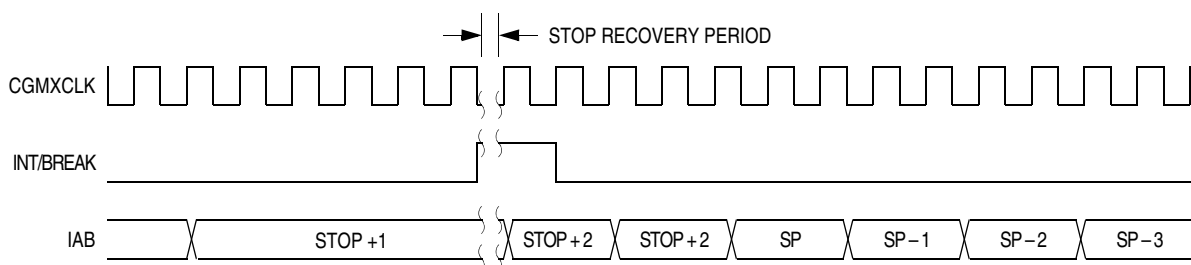 STOP RECOVERY PERIOD
CGMXCLK
INT/BREAK
IAB STOP +1 STOP + 2 STOP + 2 SP SP – 1 SP – 2 SP – 3